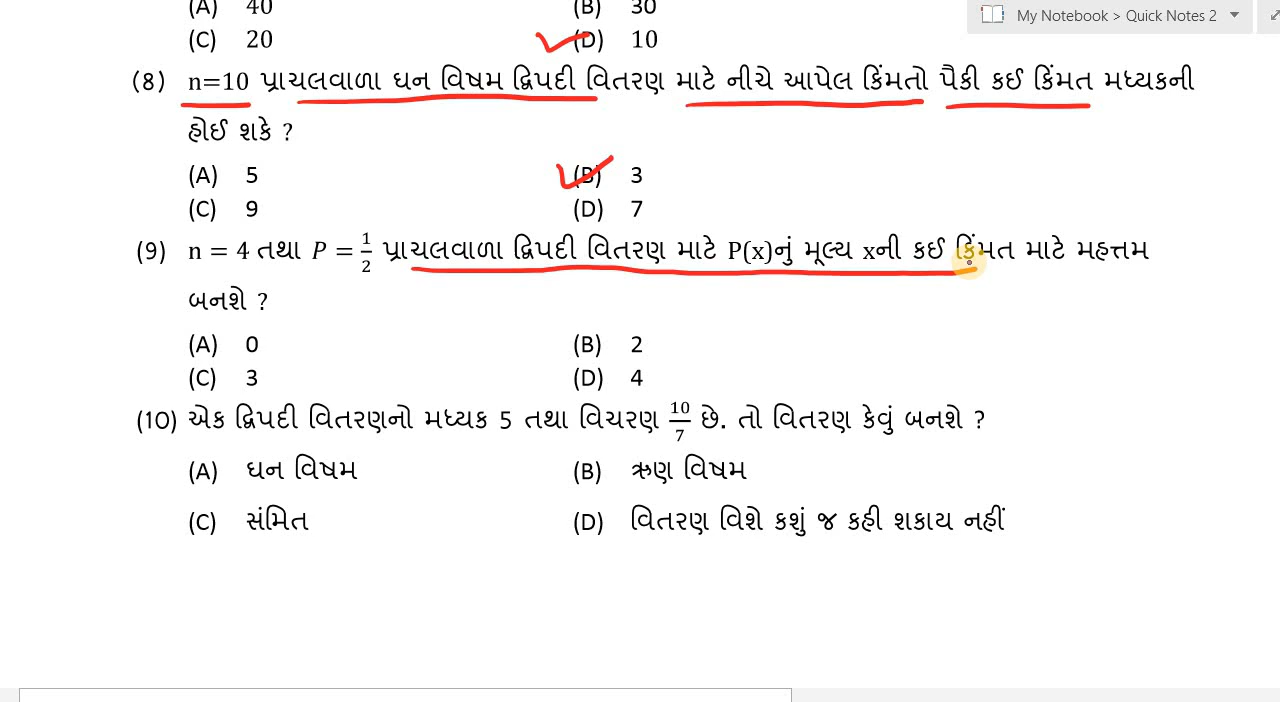 (A) 40 (B) 30
My Notebook > Quick Notes 2
(C) 20 (D) 10
(8) n=10 પ્રાચલવાળા ઘન વિષમ દ્વિપદી વિતરણ માટે નીચે આપેલ કિંમતો પૈકી કઈ કિંમત મધ્યકની
હોઈ શકે ?
(A) 5 (B) 3
(C) 9 (D) 7
(9) n = 4 તથા P = 1/2 પ્રાચલવાળા દ્વિપદી વિતરણ માટે P(x)નું મૂલ્ય xની કઈ કિંમત માટે મહત્તમ
બનશે ?
(A) 0 (B) 2
(C) 3 (D) 4
(10) એક દ્વિપદી વિતરણનો મધ્યક 5 તથા વિચરણ 10/7 છે. તો વિતરણ કેવું બનશે ?
(A) ઘન વિષમ (B) ઋણ વિષમ
(C) સંમિત (D) વિતરણ વિશે કશું જ કહી શકાય નહીં